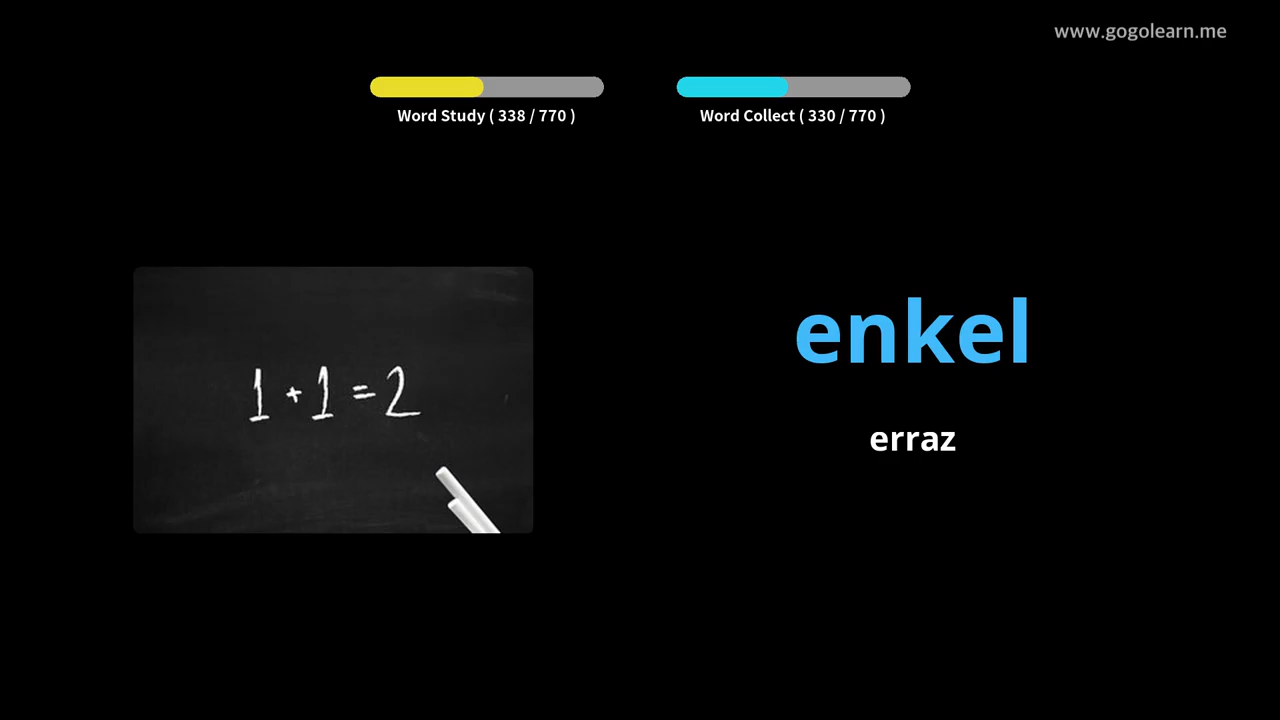 www.gogolearn.me
Word Study ( 338 / 770 )
Word Collect ( 330 / 770 )
1 + 1 = 2
enkel
erraz